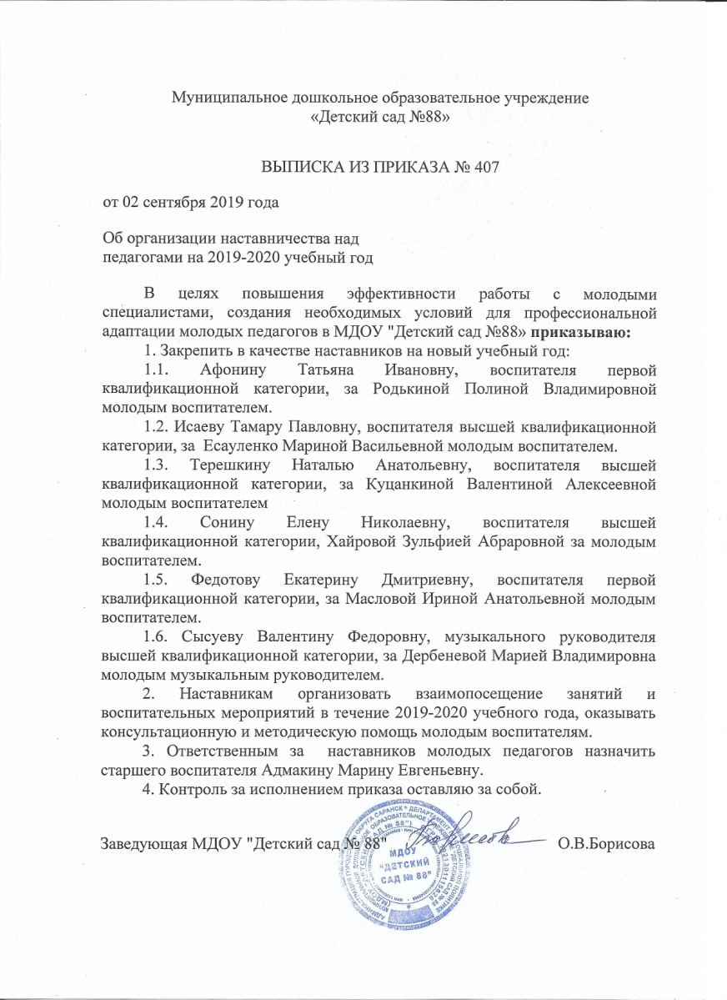 Муниципальное дошкольное образовательное учреждение
«Детский сад №88»
ВЫПИСКА ИЗ ПРИКАЗА № 407
от 02 сентября 2019 года
Об организации наставничества над
педагогами на 2019-2020 учебный год
В целях повышения эффективности работы с молодыми
специалистами, создания необходимых условий для профессиональной
адаптации молодых педагогов в МДОУ "Детский сад №88» приказываю:
1. Закрепить в качестве наставников на новый учебный год:
1.1. Афонину Татьяна Ивановну, воспитателя первой
квалификационной категории, за Родькиной Полиной Владимировной
молодым воспитателем.
1.2. Исаеву Тамару Павловну, воспитателя высшей квалификационной
категории, за Есауленко Мариной Васильевной молодым воспитателем.
1.3. Терешкину Наталью Анатольевну, воспитателя высшей
квалификационной категории, за Куцанкиной Валентиной Алексеевной
молодым воспитателем
1.4. Сонину Елену Николаевну, воспитателя высшей
квалификационной категории, Хайровой Зульфией Абраровной за молодым
воспитателем.
1.5. Федотову Екатерину Дмитриевну, воспитателя первой
квалификационной категории, за Масловой Ириной Анатольевной молодым
воспитателем.
1.6. Сысуеву Валентину Федоровну, музыкального руководителя
высшей квалификационной категории, за Дербеневой Марией Владимировна
молодым музыкальным руководителем.
2. Наставникам организовать взаимопосещение занятий и
воспитательных мероприятий в течение 2019-2020 учебного года, оказывать
консультационную и методическую помощь молодым воспитателям.
3. Ответственным за наставников молодых педагогов назначить
старшего воспитателя Адмакину Марину Евгеньевну.
4. Контроль за исполнением приказа оставляю за собой.
Заведующая МДОУ "Детский сад № 88" О.В.Борисова
МДОУ
"ДЕТСКИЙ
САД № 88"